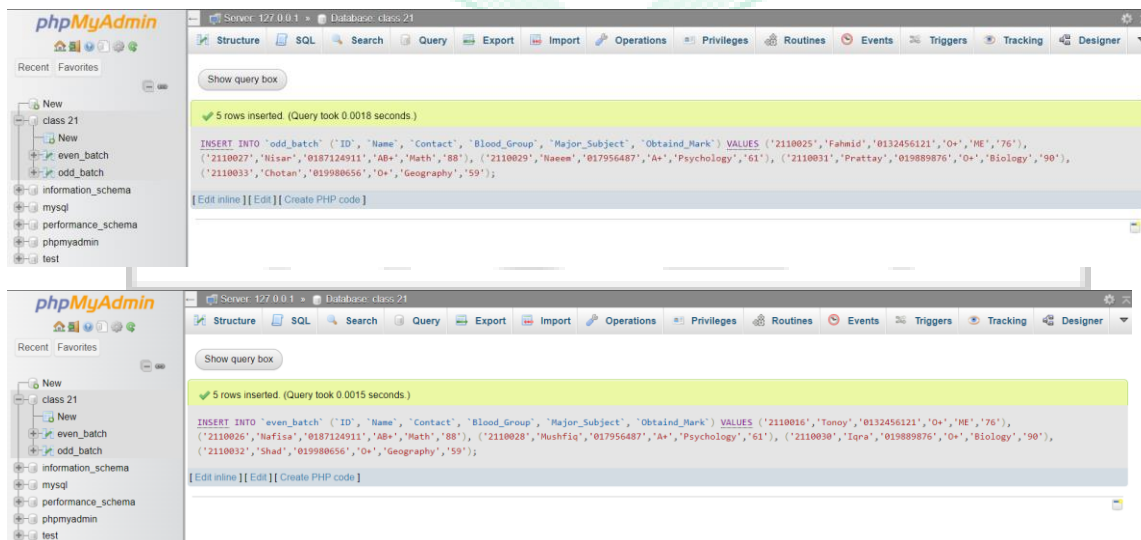 phpMyAdmin
Recent Favorites
New
class 21
New
even_batch
odd_batch
information_schema
mysql
performance_schema
phpmyadmin
test
Server: 127.0.0.1 » Database: class 21
Structure SQL Search Query Export Import Operations Privileges Routines Events Triggers Tracking Designer
Show query box
5 rows inserted. (Query took 0.0018 seconds.)
INSERT INTO `odd_batch` (`ID`, `Name`, `Contact`, `Blood_Group`, `Major_Subject`, `Obtaind_Mark`) VALUES ('2110025','Fahmid','0132456121','O+','ME','76'),
('2110027','Nisar','0187124911','AB+','Math','88'), ('2110029','Naeem','017956487','A+','Psychology','61'), ('2110031','Prattay','019889876','O+','Biology','90'),
('2110033','Chotan','019980656','O+','Geography','59');
[ Edit inline ] [ Edit ] [ Create PHP code ]
phpMyAdmin
Recent Favorites
New
class 21
New
even_batch
odd_batch
information_schema
mysql
performance_schema
phpmyadmin
test
Server: 127.0.0.1 » Database: class 21
Structure SQL Search Query Export Import Operations Privileges Routines Events Triggers Tracking Designer
Show query box
5 rows inserted. (Query took 0.0015 seconds.)
INSERT INTO `even_batch` (`ID`, `Name`, `Contact`, `Blood_Group`, `Major_Subject`, `Obtaind_Mark`) VALUES ('2110016','Tonoy','0132456121','O+','ME','76'),
('2110026','Nafisa','0187124911','AB+','Math','88'), ('2110028','Mushfiq','017956487','A+','Psychology','61'), ('2110030','Iqra','019889876','O+','Biology','90'),
('2110032','Shad','019980656','O+','Geography','59');
[ Edit inline ] [ Edit ] [ Create PHP code ]